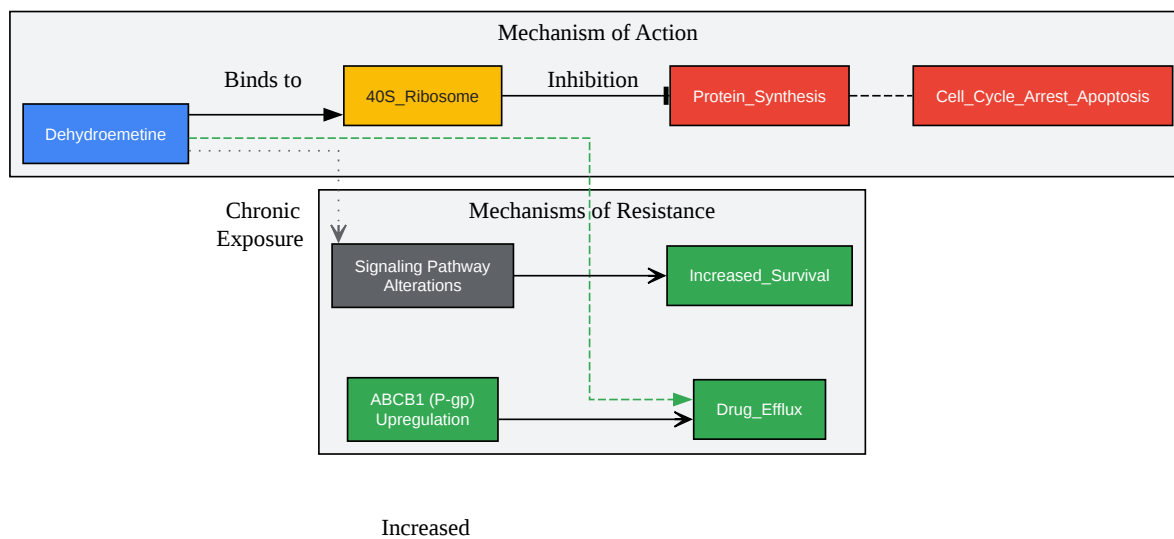 Mechanism of Action
Binds to
Inhibition
40S_Ribosome
Protein_Synthesis
Cell_Cycle_Arrest_Apoptosis
Dehydroemetine
Mechanisms of Resistance
Chronic
Exposure
Signaling Pathway
Alterations
Increased_Survival
ABCB1 (P-gp)
Upregulation
Drug_Efflux
Increased